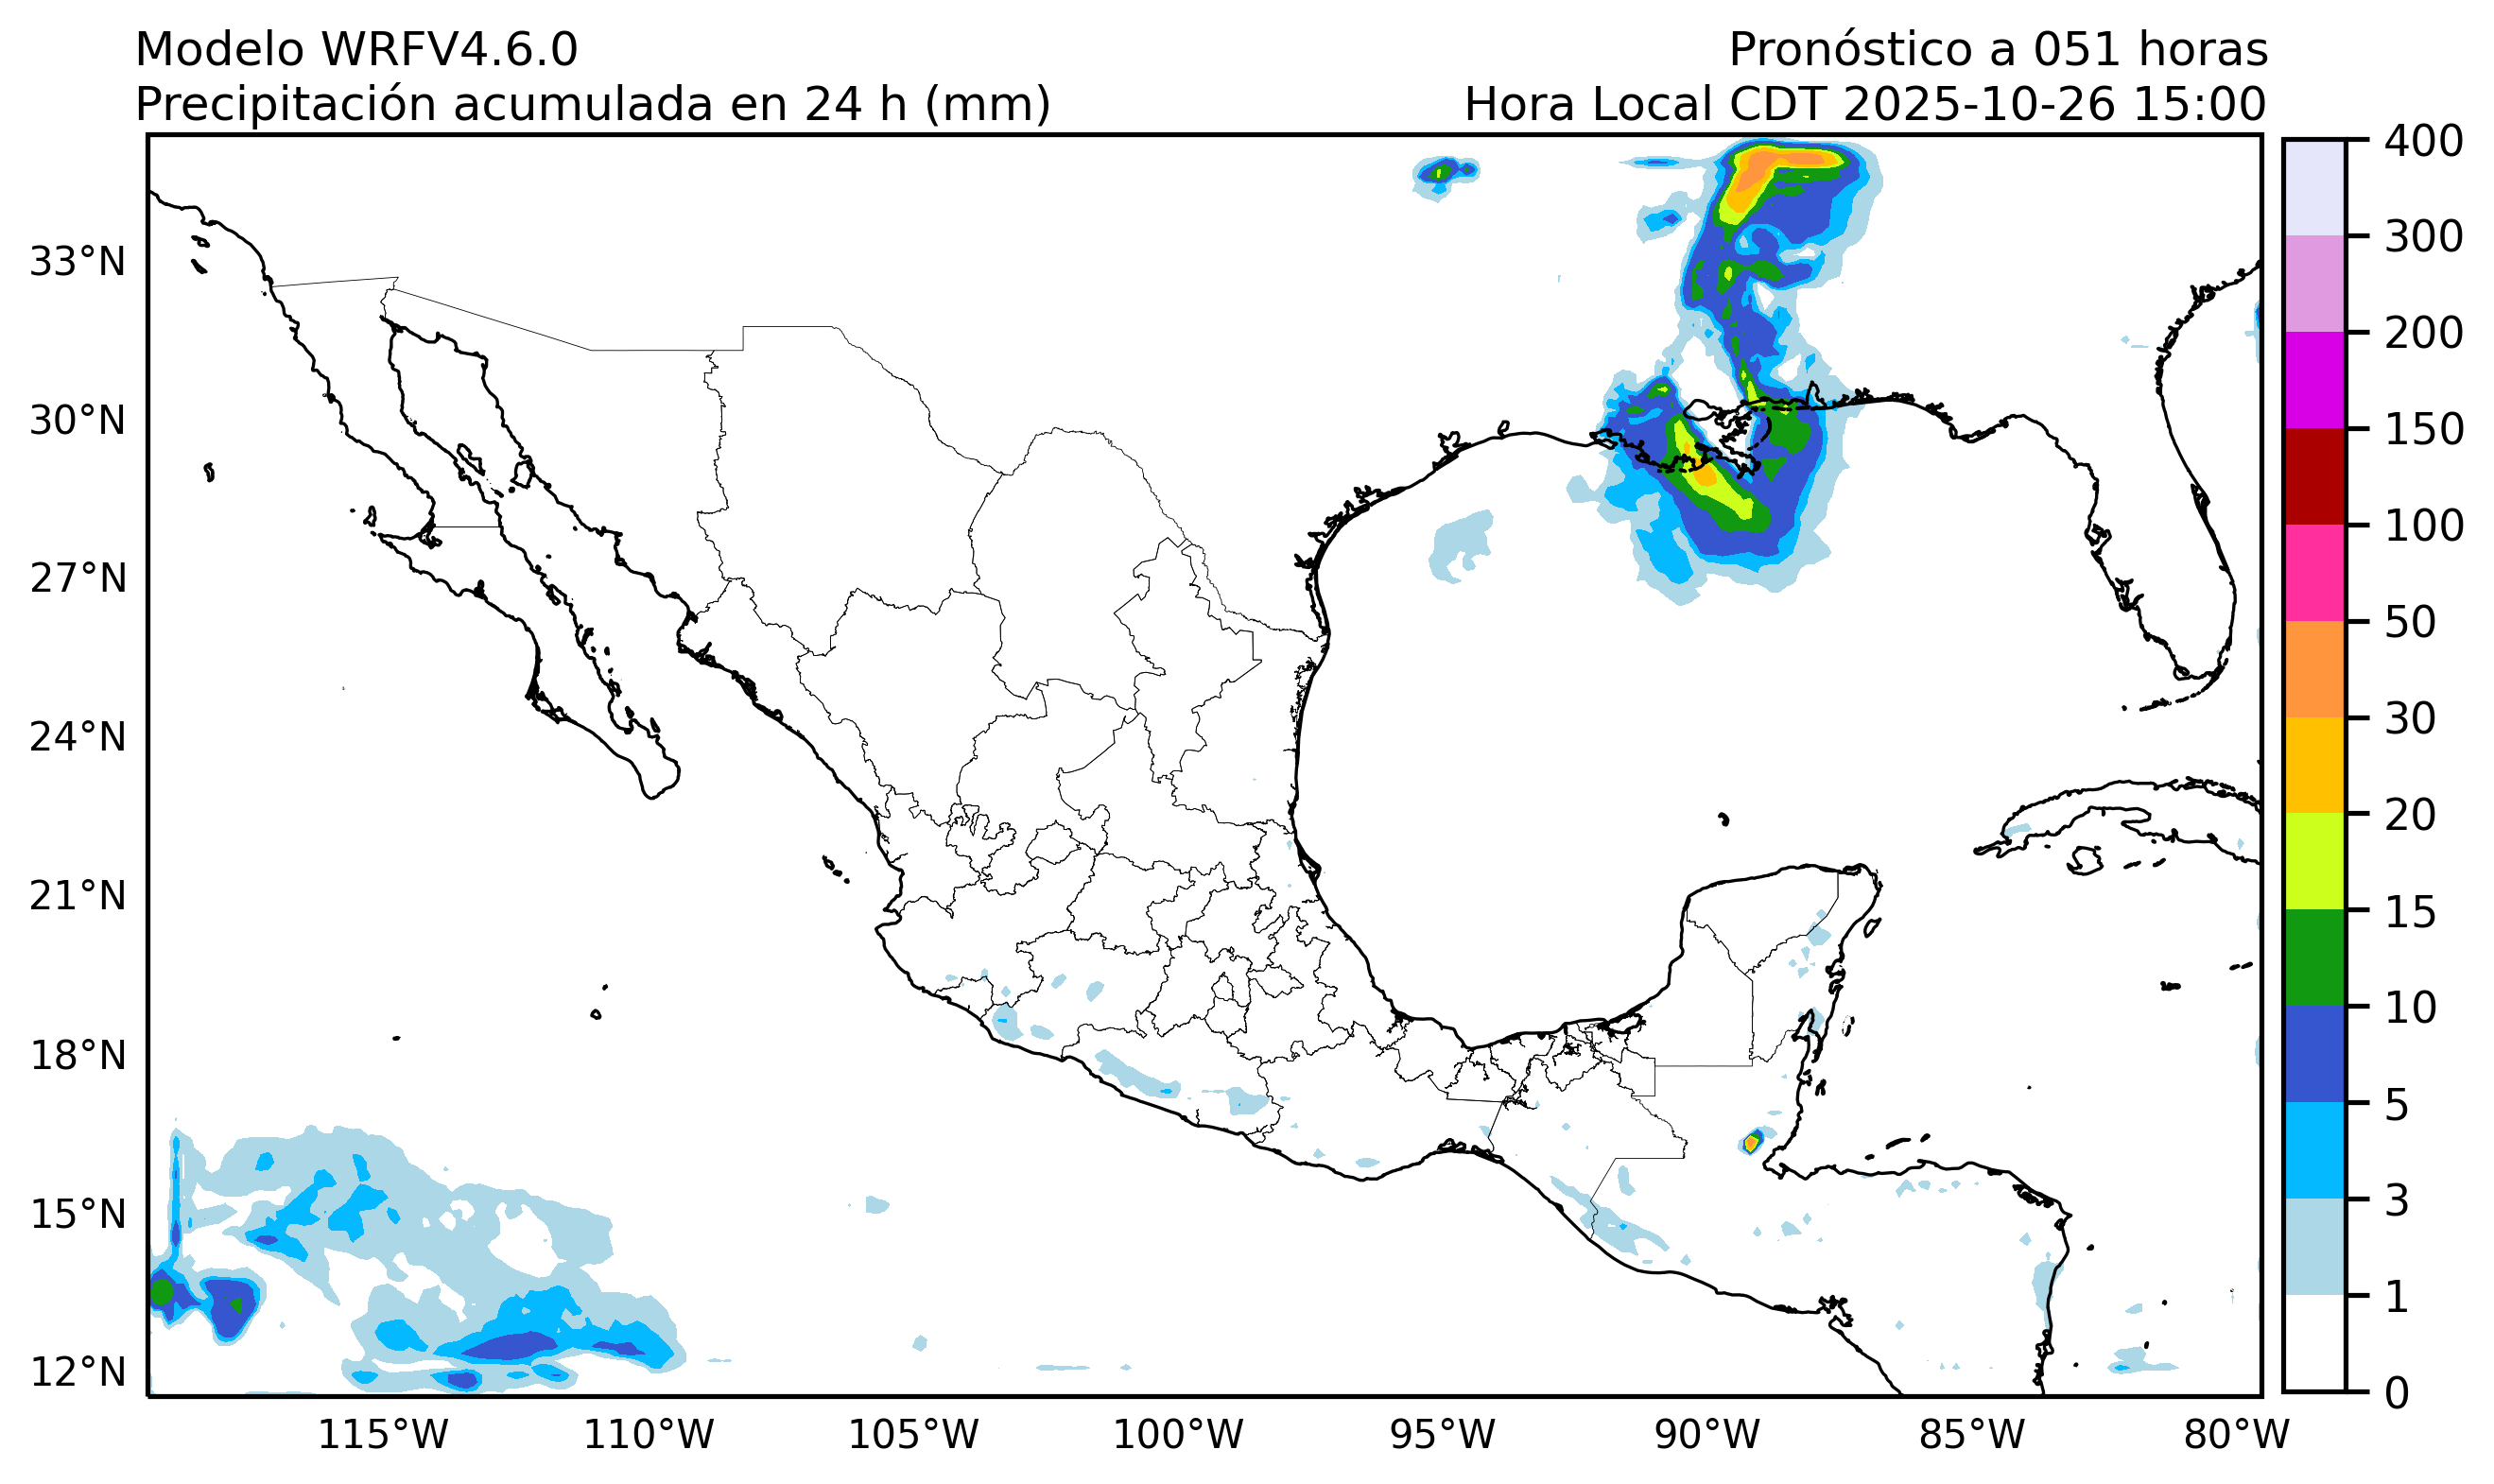 Modelo WRFV4.6.0
Pronóstico a 051 horas
Precipitación acumulada en 24 h (mm)
Hora Local CDT 2025-10-26 15:00
33°N
30°N
27°N
24°N
21°N
18°N
15°N
12°N
115°W
110°W
105°W
100°W
95°W
90°W
85°W
80°W
400
300
200
150
100
50
30
20
15
10
5
3
1
0